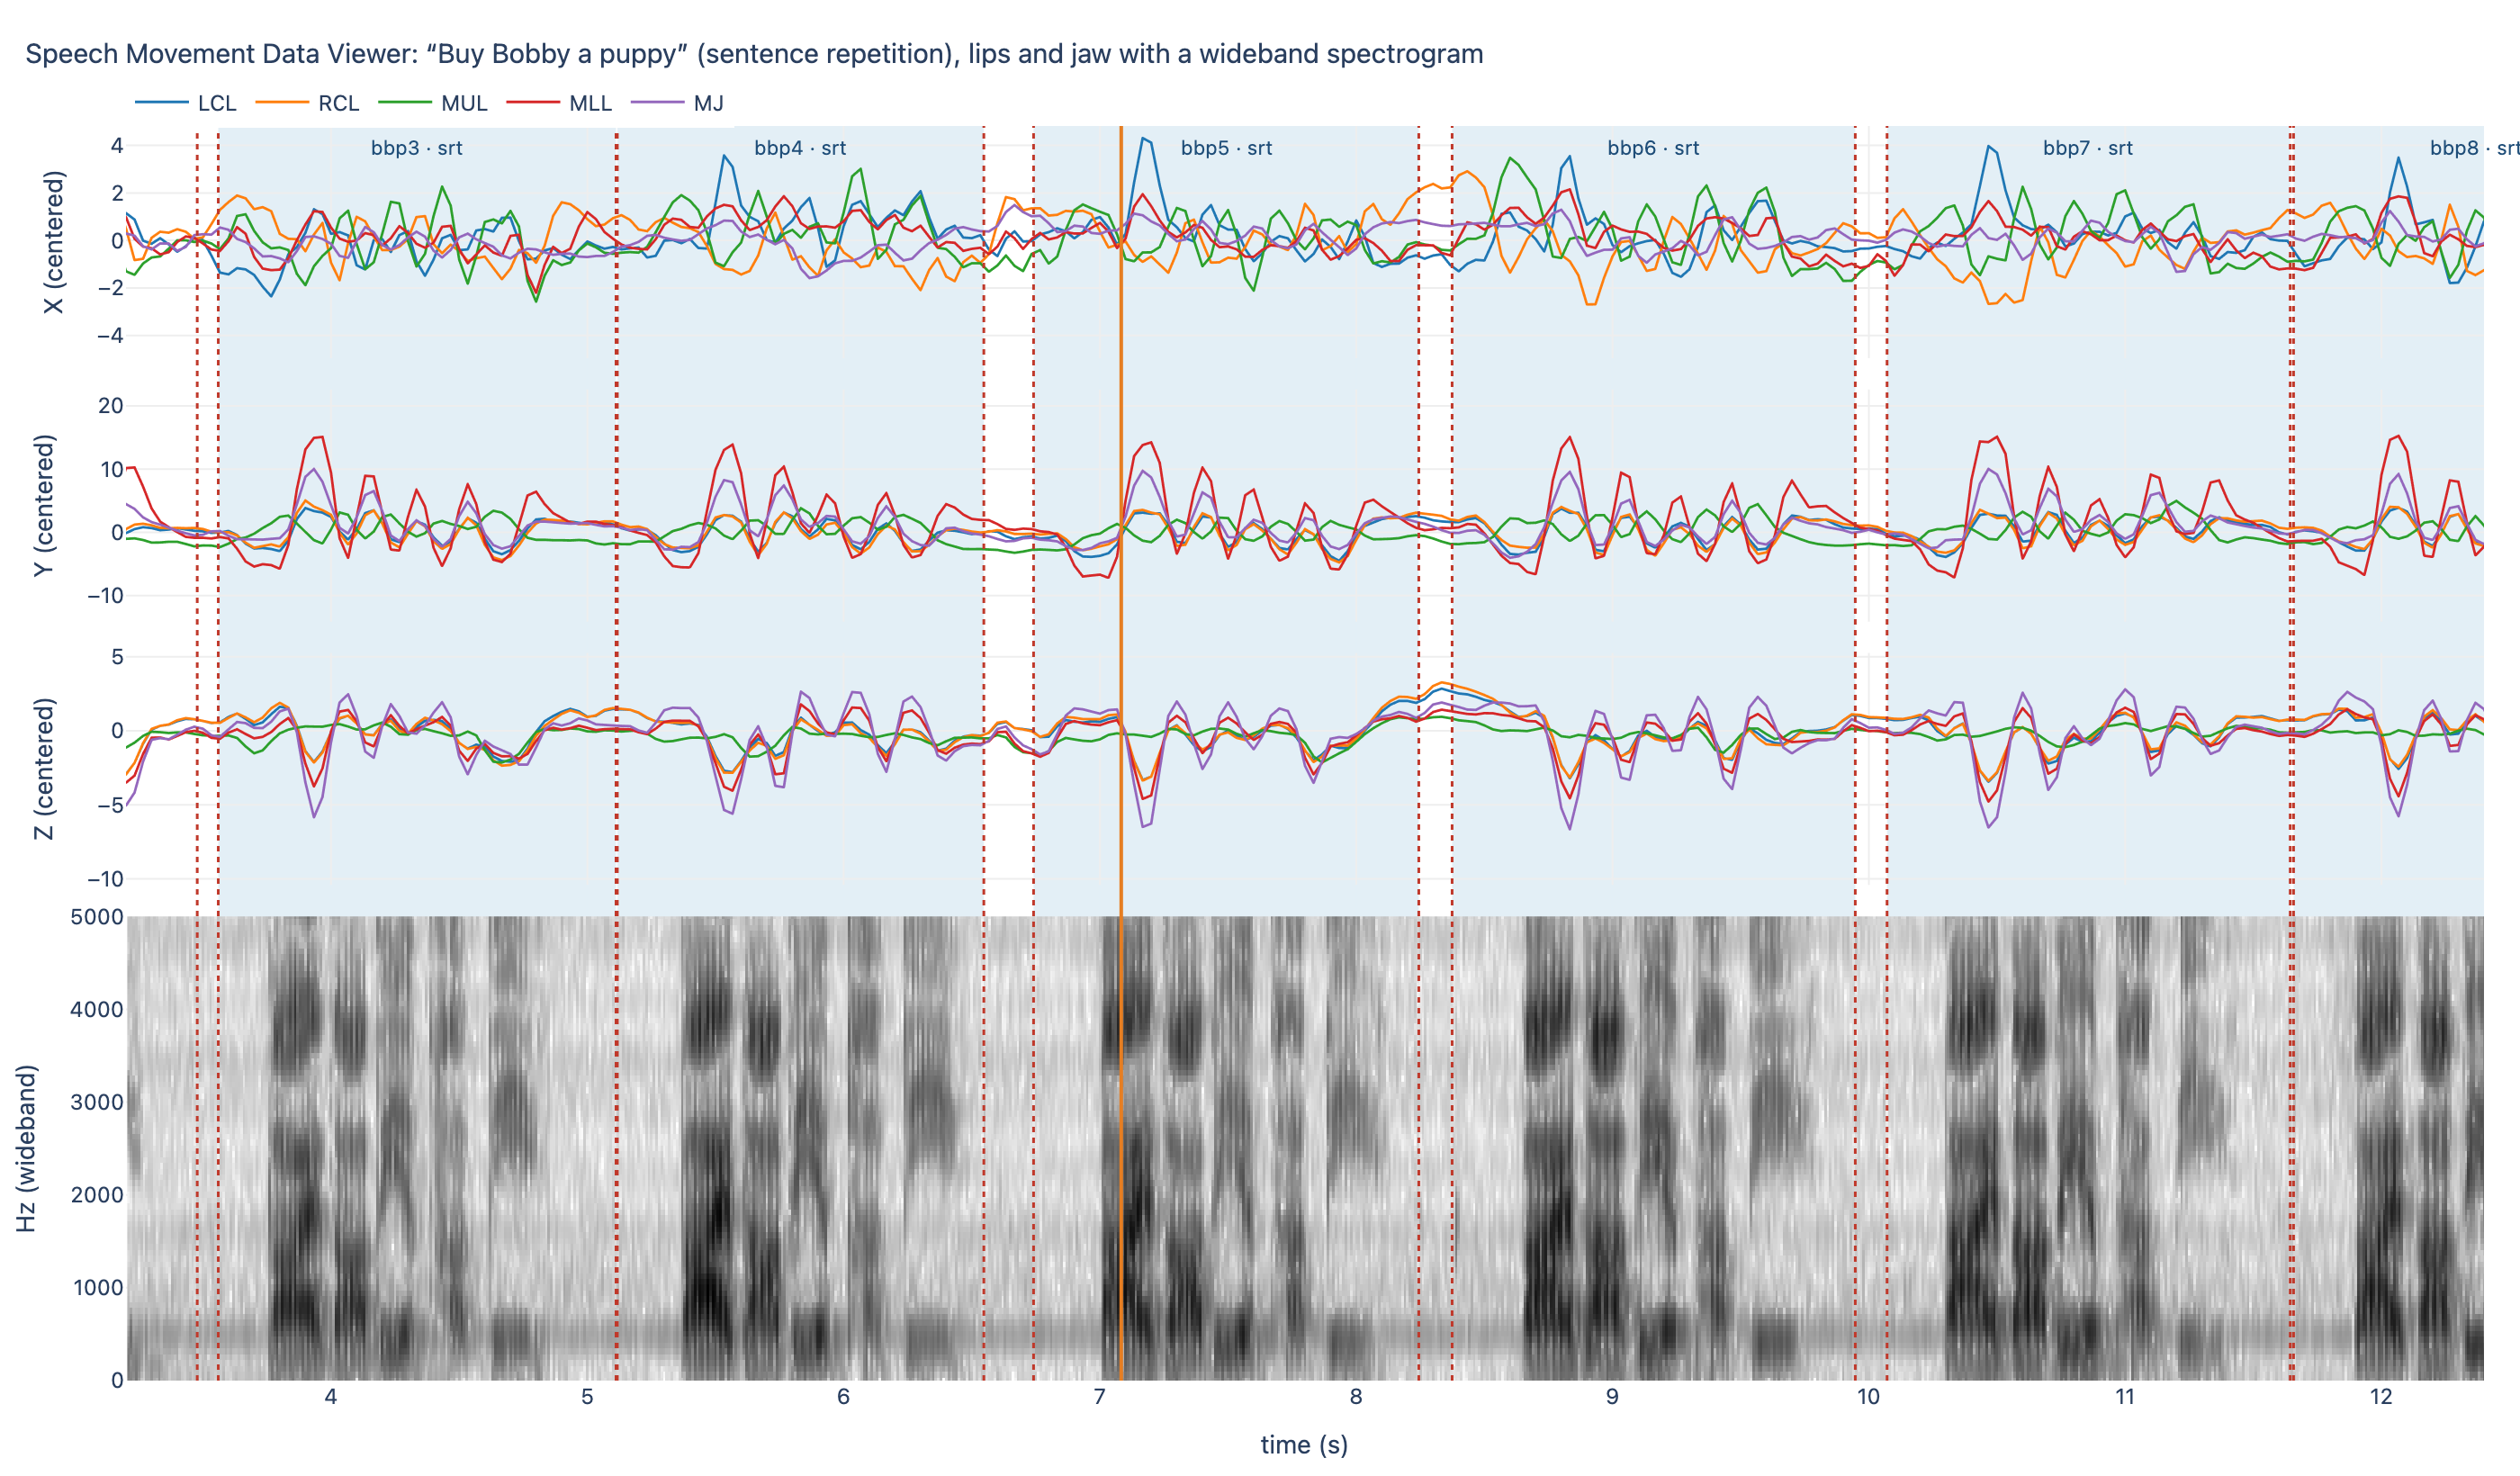 Speech Movement Data Viewer: “Buy Bobby a puppy” (sentence repetition), lips and jaw with a wideband spectrogram
LCL RCL MUL MLL MJ
bbp3 · srt bbp4 · srt bbp5 · srt bbp6 · srt bbp7 · srt bbp8 · srt
X (centered)
4
2
0
−2
−4
Y (centered)
20
10
0
−10
Z (centered)
5
0
−5
−10
Hz (wideband)
5000
4000
3000
2000
1000
0
4 5 6 7 8 9 10 11 12
time (s)